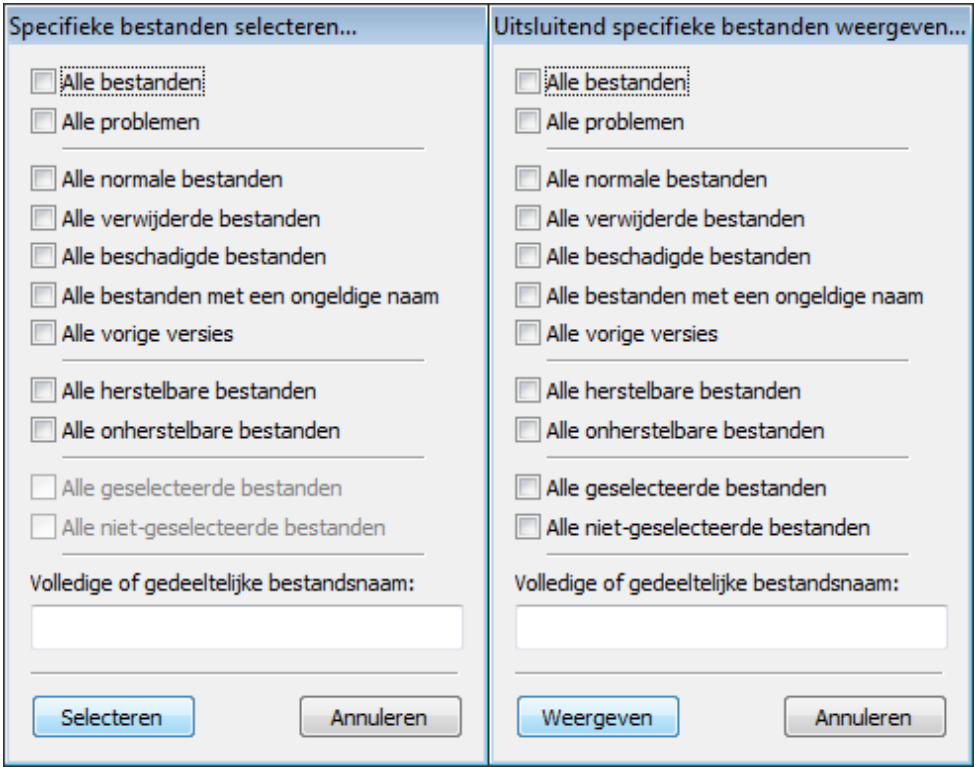 Specifieke bestanden selecteren...
Alle bestanden
Alle problemen
Alle normale bestanden
Alle verwijderde bestanden
Alle beschadigde bestanden
Alle bestanden met een ongeldige naam
Alle vorige versies
Alle herstelbare bestanden
Alle onherstelbare bestanden
Alle geselecteerde bestanden
Alle niet-geselecteerde bestanden
Volledige of gedeeltelijke bestandsnaam:
Selecteren
Annuleren
Uitsluitend specifieke bestanden weergeven...
Alle bestanden
Alle problemen
Alle normale bestanden
Alle verwijderde bestanden
Alle beschadigde bestanden
Alle bestanden met een ongeldige naam
Alle vorige versies
Alle herstelbare bestanden
Alle onherstelbare bestanden
Alle geselecteerde bestanden
Alle niet-geselecteerde bestanden
Volledige of gedeeltelijke bestandsnaam:
Weergeven
Annuleren